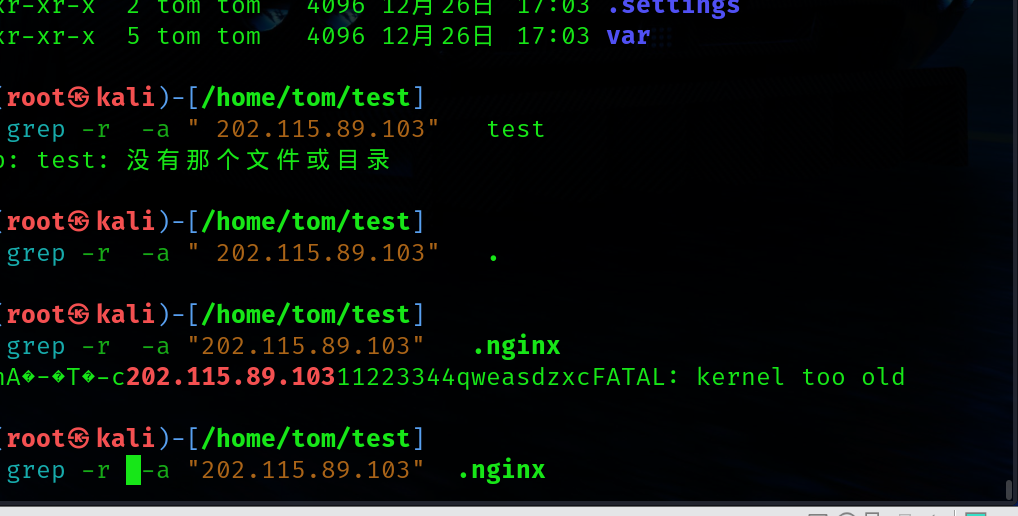 xr-xr-x 2 tom tom 4096 12月26日 17:03 .settings
xr-xr-x 5 tom tom 4096 12月26日 17:03 var
(root㉿kali)-[/home/tom/test]
grep -r -a " 202.115.89.103" test
p: test: 没有那个文件或目录
(root㉿kali)-[/home/tom/test]
grep -r -a " 202.115.89.103" .
(root㉿kali)-[/home/tom/test]
grep -r -a "202.115.89.103" .nginx
A�-�T�-c202.115.89.10311223344qweasdzxcFATAL: kernel too old
(root㉿kali)-[/home/tom/test]
grep -r -a "202.115.89.103" .nginx